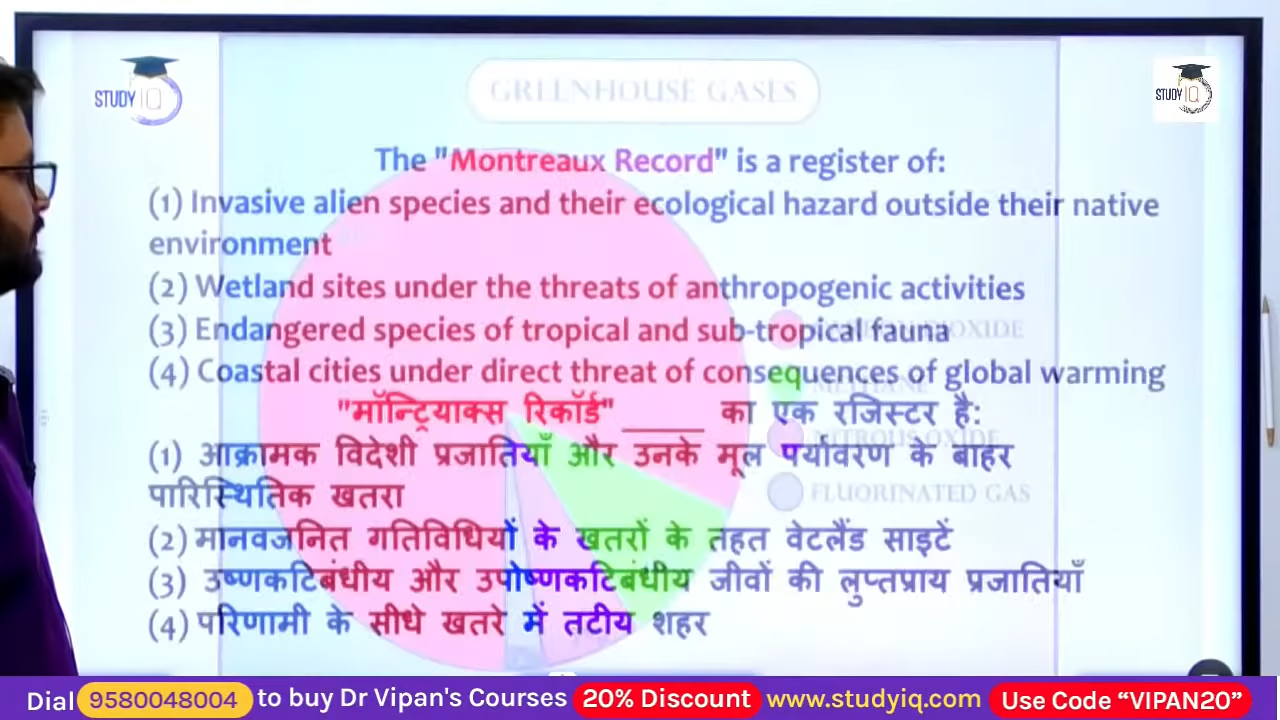 STUDY IQ
STUDY IQ
GREENHOUSE GASES
The "Montreaux Record" is a register of:
(1) Invasive alien species and their ecological hazard outside their native
environment
(2) Wetland sites under the threats of anthropogenic activities
(3) Endangered species of tropical and sub-tropical fauna
DIOXIDE
(4) Coastal cities under direct threat of consequences of global warming
METHANE
"मॉन्ट्रियाक्स रिकॉर्ड" ______ का एक रजिस्टर है:
NITROUS OXIDE
(1) आक्रामक विदेशी प्रजातियाँ और उनके मूल पर्यावरण के बाहर
पारिस्थितिक खतरा
FLUORINATED GAS
(2) मानवजनित गतिविधियों के खतरों के तहत वेटलैंड साइटें
(3) उष्णकटिबंधीय और उपोष्णकटिबंधीय जीवों की लुप्तप्राय प्रजातियाँ
(4) परिणामी के सीधे खतरे में तटीय शहर
Dial 9580048004 to buy Dr Vipan's Courses 20% Discount www.studyiq.com Use Code “VIPAN20”